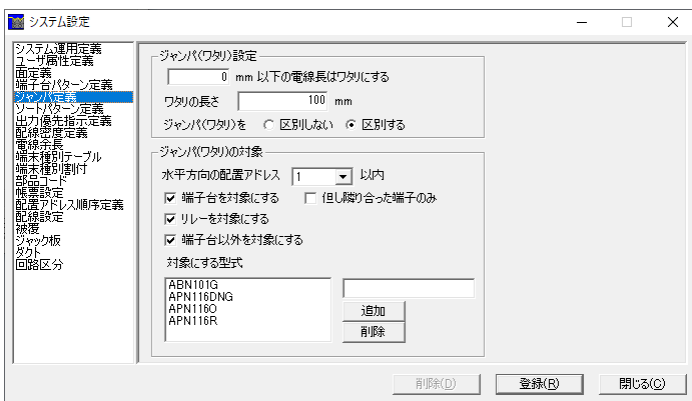 システム設定
システム運用定義
ユーザ属性定義
面定義
端子台パターン定義
ジャンパ定義
ソートパターン定義
出力優先指示定義
配線密度定義
電線余長
端末種別テーブル
端末種別割付
部品コード
帳票設定
配置アドレス順序定義
配線設定
被覆
ジャック板
ダクト
回路区分
ジャンパ(ワタリ)設定
0 mm 以下の電線長はワタリにする
ワタリの長さ 100 mm
ジャンパ(ワタリ)を 区別しない 区別する
ジャンパ(ワタリ)の対象
水平方向の配置アドレス 1 以内
端子台を対象にする 但し隣り合った端子のみ
リレーを対象にする
端子台以外を対象にする
対象にする型式
ABN101G
APN116DNG
APN116O
APN116R
追加
削除
削除(D) 登録(R) 閉じる(C)